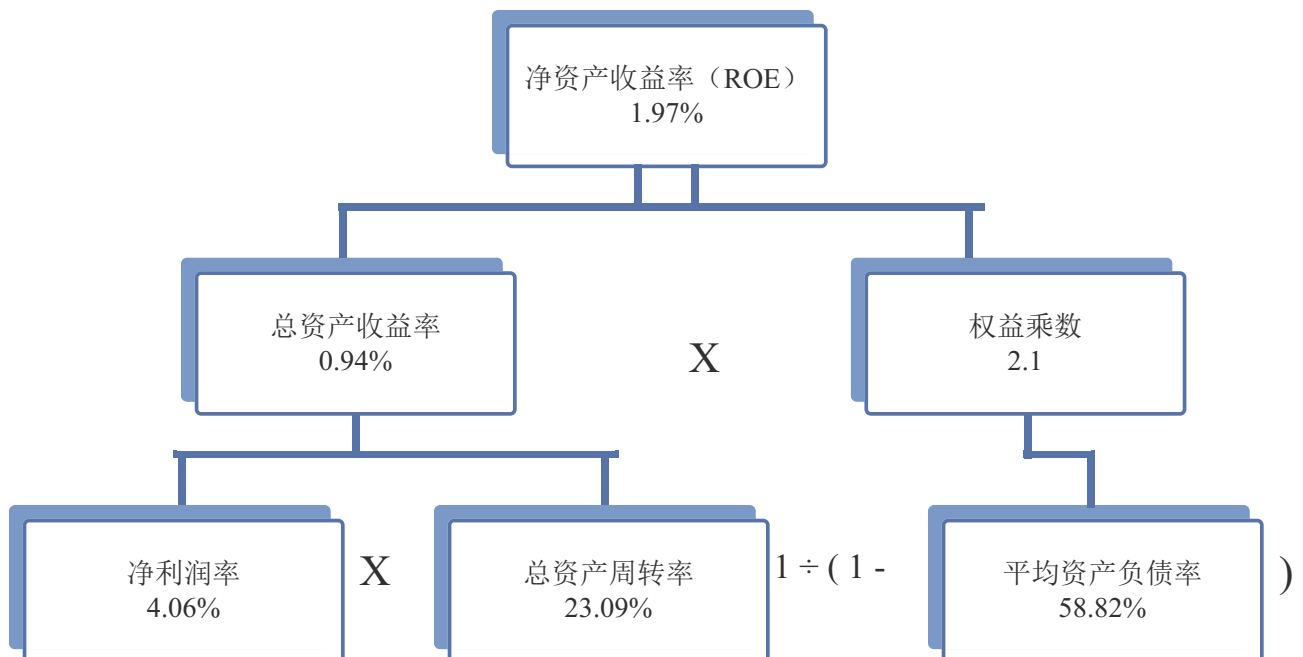 净资产收益率（ROE）
1.97%
总资产收益率
0.94%
X
权益乘数
2.1
净利润率
4.06%
X
总资产周转率
23.09%
1 ÷ ( 1 -
平均资产负债率
58.82%
)